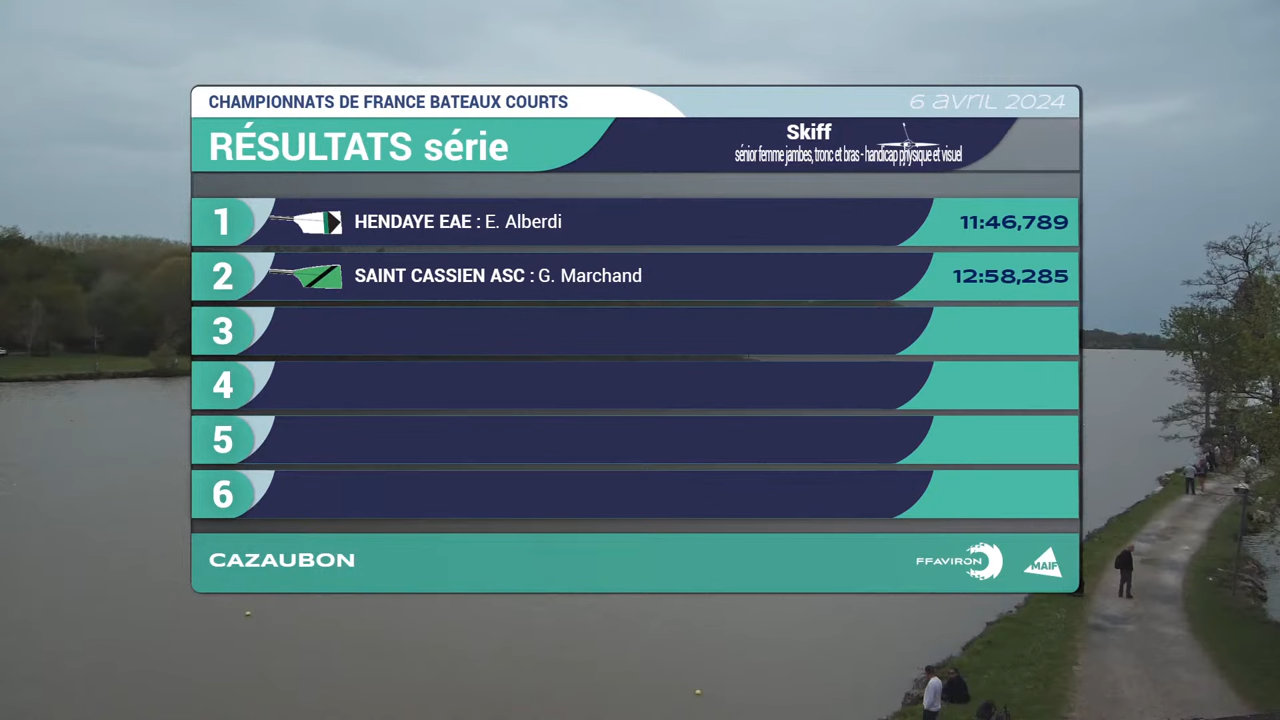 CHAMPIONNATS DE FRANCE BATEAUX COURTS
6 avril 2024
RÉSULTATS série
Skiff
sénior femme jambes, tronc et bras - handicap physique et visuel
1 HENDAYE EAE : E. Alberdi 11:46,789
2 SAINT CASSIEN ASC : G. Marchand 12:58,285
3
4
5
6
CAZAUBON
FFAVIRON
MAIF